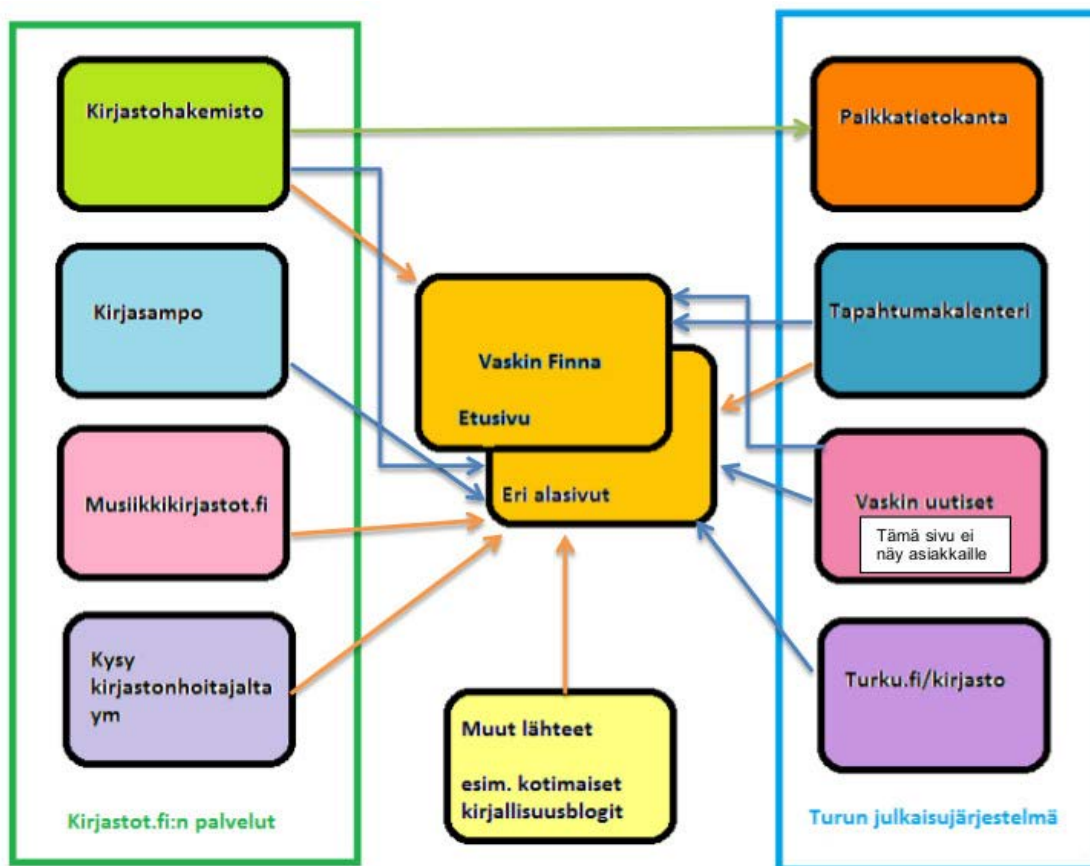 Kirjastohakemisto
Kirjasampo
Musiikkikirjastot.fi
Kysy
kirjastonhoitajalta
ym
Kirjastot.fi:n palvelut
Vaskin Finna
Etusivu
Eri alasivut
Muut lähteet
esim. kotimaiset
kirjallisuusblogit
Paikkatietokanta
Tapahtumakalenteri
Vaskin uutiset
Tämä sivu ei
näy asiakkaille
Turku.fi/kirjasto
Turun julkaisujärjestelmä